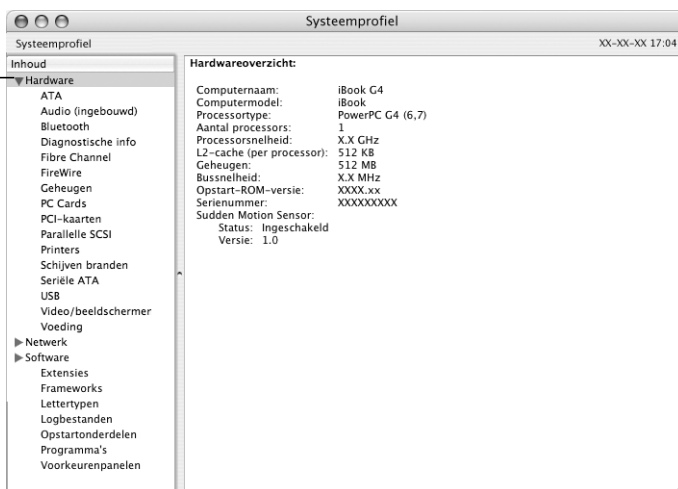 Systeemprofiel
Systeemprofiel
XX-XX-XX 17:04
Inhoud
Hardware
ATA
Audio (ingebouwd)
Bluetooth
Diagnostische info
Fibre Channel
FireWire
Geheugen
PC Cards
PCI-kaarten
Parallelle SCSI
Printers
Schijven branden
Seriële ATA
USB
Video/beeldschermer
Voeding
Netwerk
Software
Extensies
Frameworks
Lettertypen
Logbestanden
Opstartonderdelen
Programma's
Voorkeurenpanelen
Hardwareoverzicht:
Computernaam: iBook G4
Computermodel: iBook
Processortype: PowerPC G4 (6,7)
Aantal processors: 1
Processorsnelheid: X.X GHz
L2-cache (per processor): 512 KB
Geheugen: 512 MB
Bussnelheid: X.X MHz
Opstart-ROM-versie: XXXX.xx
Serienummer: XXXXXXXXX
Sudden Motion Sensor:
Status: Ingeschakeld
Versie: 1.0